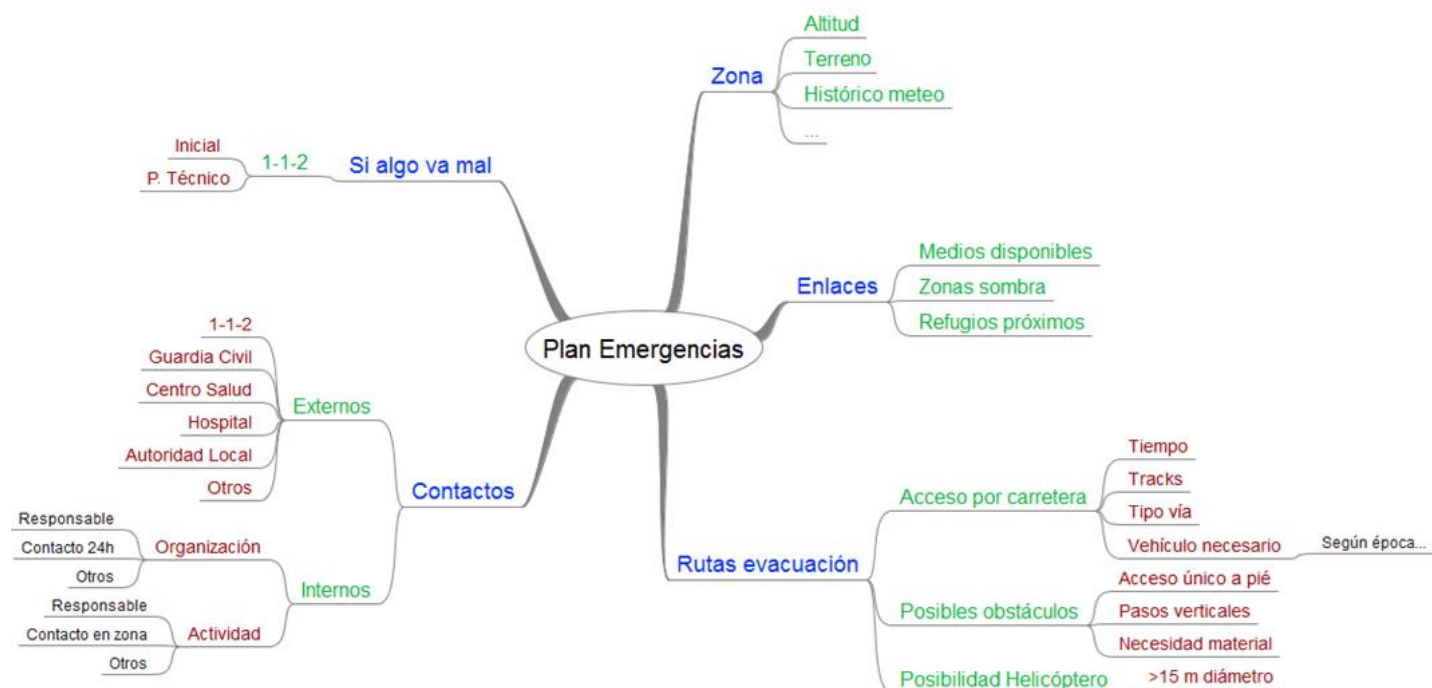 Plan Emergencias
Zona
Altitud
Terreno
Histórico meteo
...
Enlaces
Medios disponibles
Zonas sombra
Refugios próximos
Rutas evacuación
Acceso por carretera
Tiempo
Tracks
Tipo vía
Vehículo necesario
Según época...
Posibles obstáculos
Acceso único a pié
Pasos verticales
Necesidad material
Posibilidad Helicóptero
>15 m diámetro
Si algo va mal
1-1-2
Inicial
P. Técnico
Contactos
Externos
1-1-2
Guardia Civil
Centro Salud
Hospital
Autoridad Local
Otros
Internos
Organización
Responsable
Contacto 24h
Otros
Actividad
Responsable
Contacto en zona
Otros